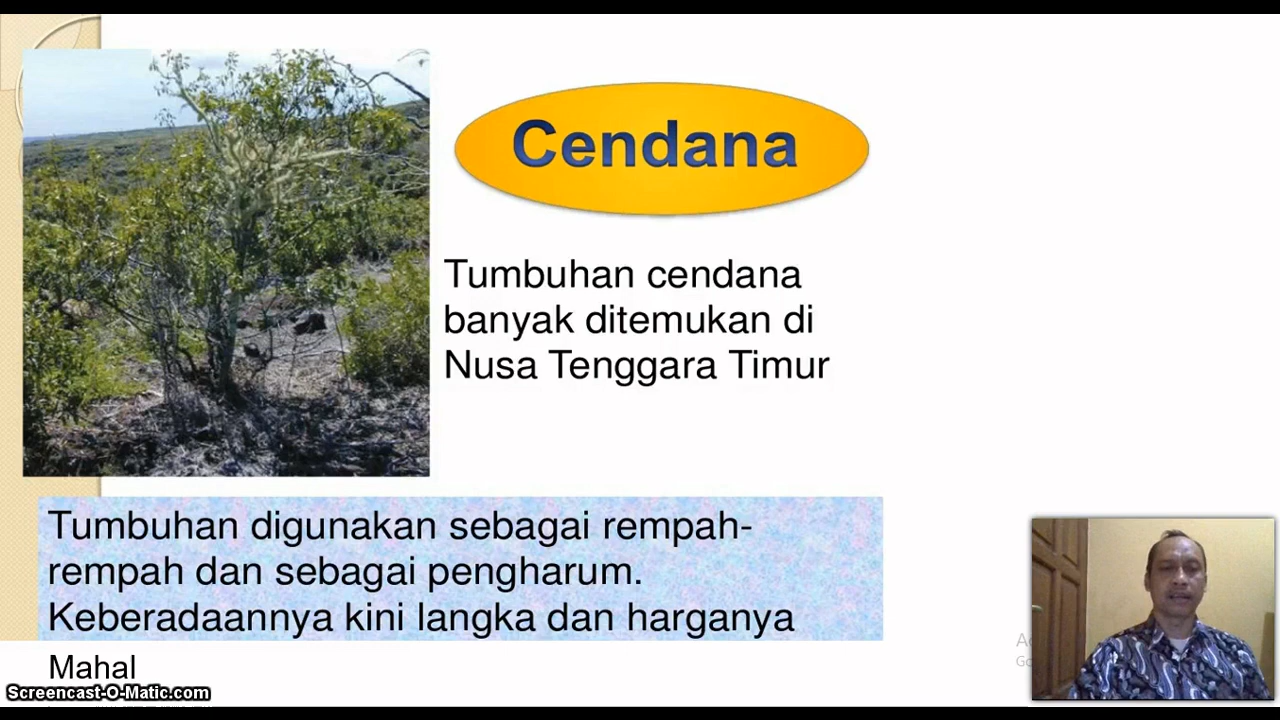 Cendana
Tumbuhan cendana
banyak ditemukan di
Nusa Tenggara Timur
Tumbuhan digunakan sebagai rempah-
rempah dan sebagai pengharum.
Keberadaannya kini langka dan harganya
Mahal
Screencast-O-Matic.com